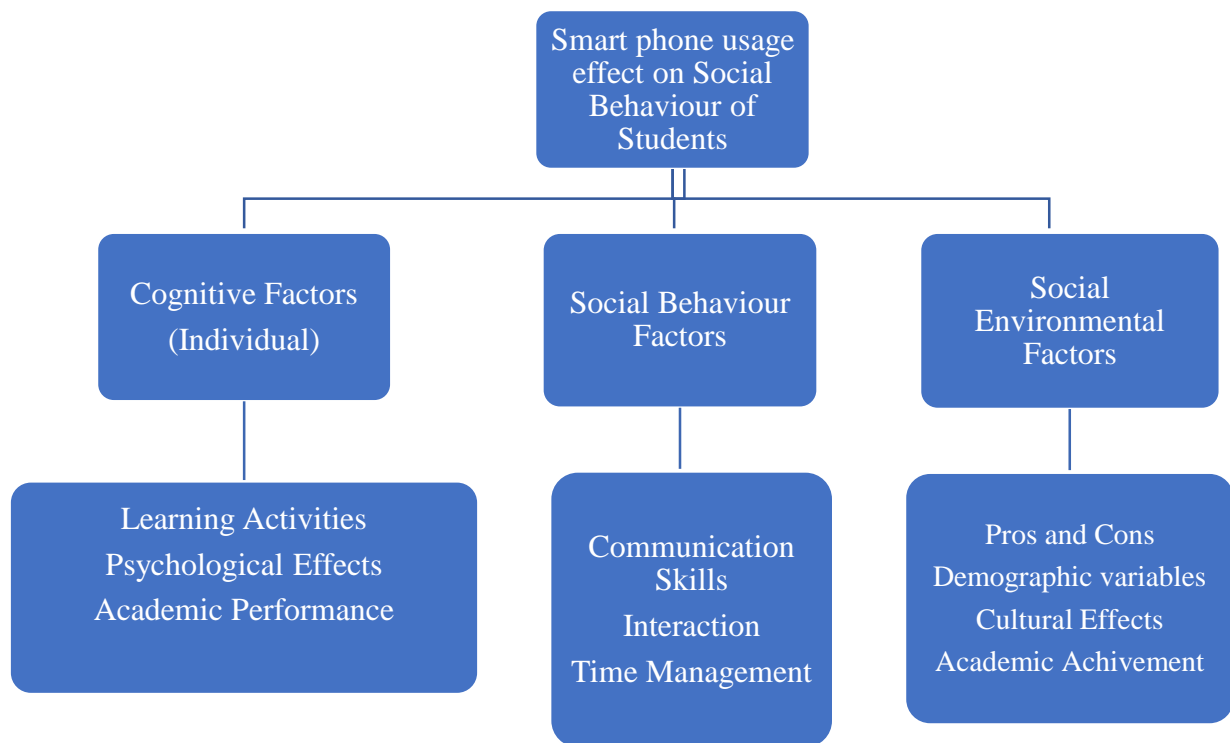 Smart phone usage
effect on Social
Behaviour of
Students
Cognitive Factors
(Individual)
Social Behaviour
Factors
Social
Environmental
Factors
Learning Activities
Psychological Effects
Academic Performance
Communication
Skills
Interaction
Time Management
Pros and Cons
Demographic variables
Cultural Effects
Academic Achivement